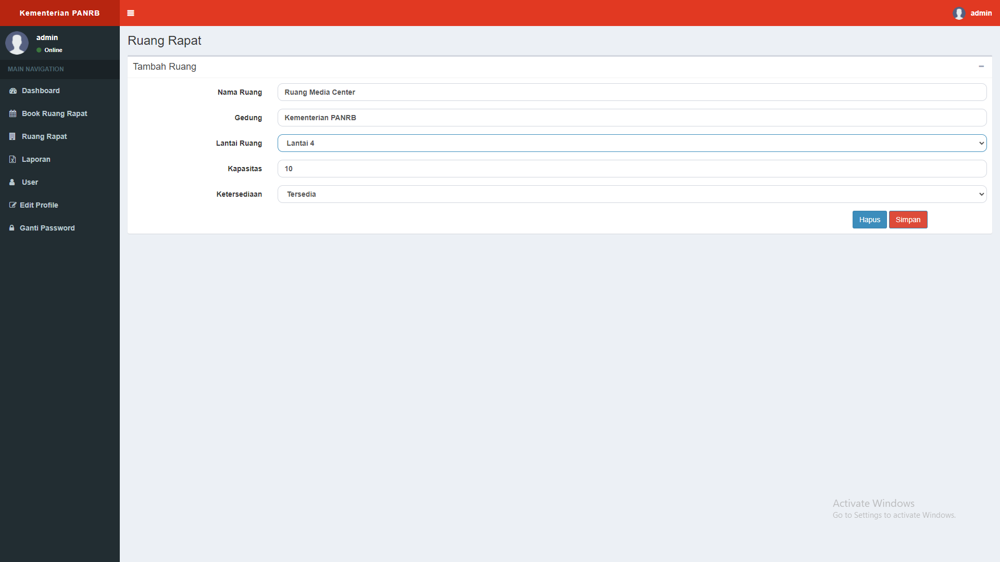 Kementerian PANRB
admin
admin
Online
MAIN NAVIGATION
Dashboard
Book Ruang Rapat
Ruang Rapat
Laporan
User
Edit Profile
Ganti Password
Ruang Rapat
Tambah Ruang
Nama Ruang Ruang Media Center
Gedung Kementerian PANRB
Lantai Ruang Lantai 4
Kapasitas 10
Ketersediaan Tersedia
Hapus Simpan
Activate Windows
Go to Settings to activate Windows.